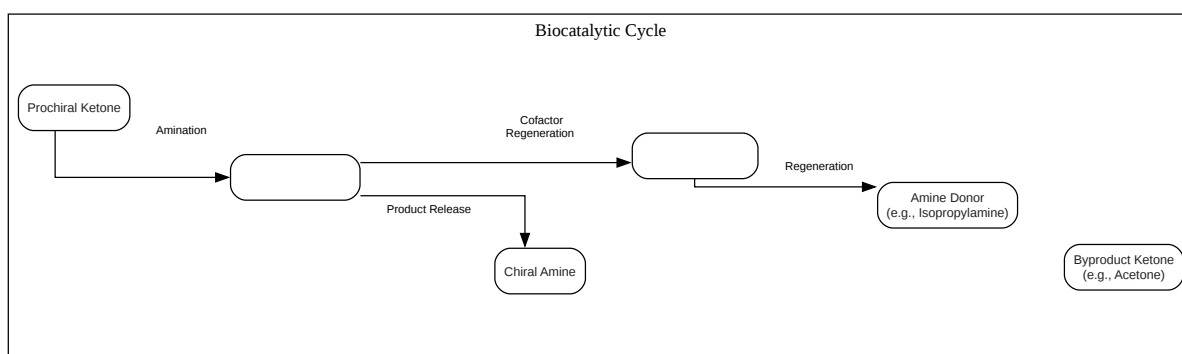 Biocatalytic Cycle
Prochiral Ketone
Amination
Cofactor
Regeneration
Regeneration
Product Release
Amine Donor
(e.g., Isopropylamine)
Chiral Amine
Byproduct Ketone
(e.g., Acetone)